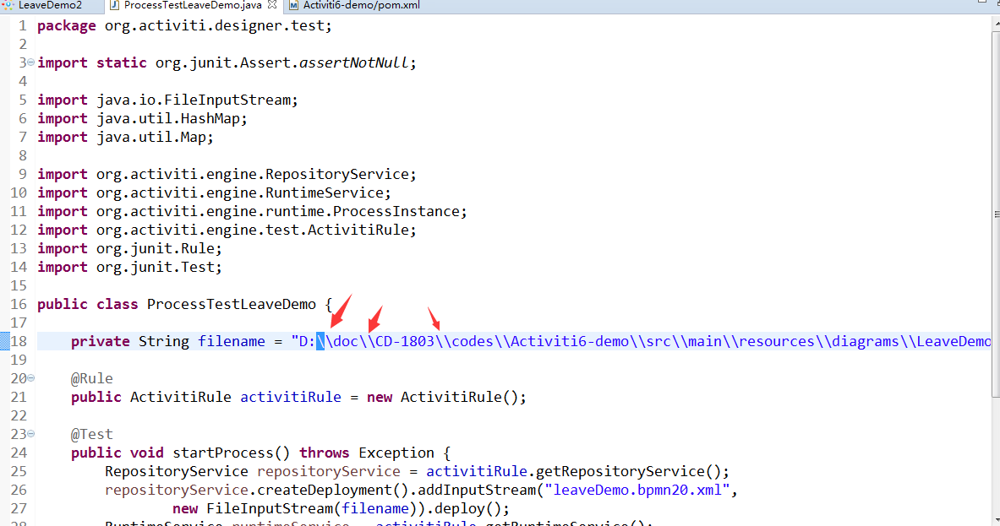 LeaveDemo2 ProcessTestLeaveDemo.java Activiti6-demo/pom.xml
1 package org.activiti.designer.test;
2
3 import static org.junit.Assert.assertNotNull;
4
5 import java.io.FileInputStream;
6 import java.util.HashMap;
7 import java.util.Map;
8
9 import org.activiti.engine.RepositoryService;
10 import org.activiti.engine.RuntimeService;
11 import org.activiti.engine.runtime.ProcessInstance;
12 import org.activiti.engine.test.ActivitiRule;
13 import org.junit.Rule;
14 import org.junit.Test;
15
16 public class ProcessTestLeaveDemo {
17
18 private String filename = "D:\\doc\\CD-1803\\codes\\Activiti6-demo\\src\\main\\resources\\diagrams\\LeaveDemo
19
20 @Rule
21 public ActivitiRule activitiRule = new ActivitiRule();
22
23 @Test
24 public void startProcess() throws Exception {
25 RepositoryService repositoryService = activitiRule.getRepositoryService();
26 repositoryService.createDeployment().addInputStream("leaveDemo.bpmn20.xml",
27 new FileInputStream(filename)).deploy();
28 RuntimeService runtimeService = activitiRule.getRuntimeService();